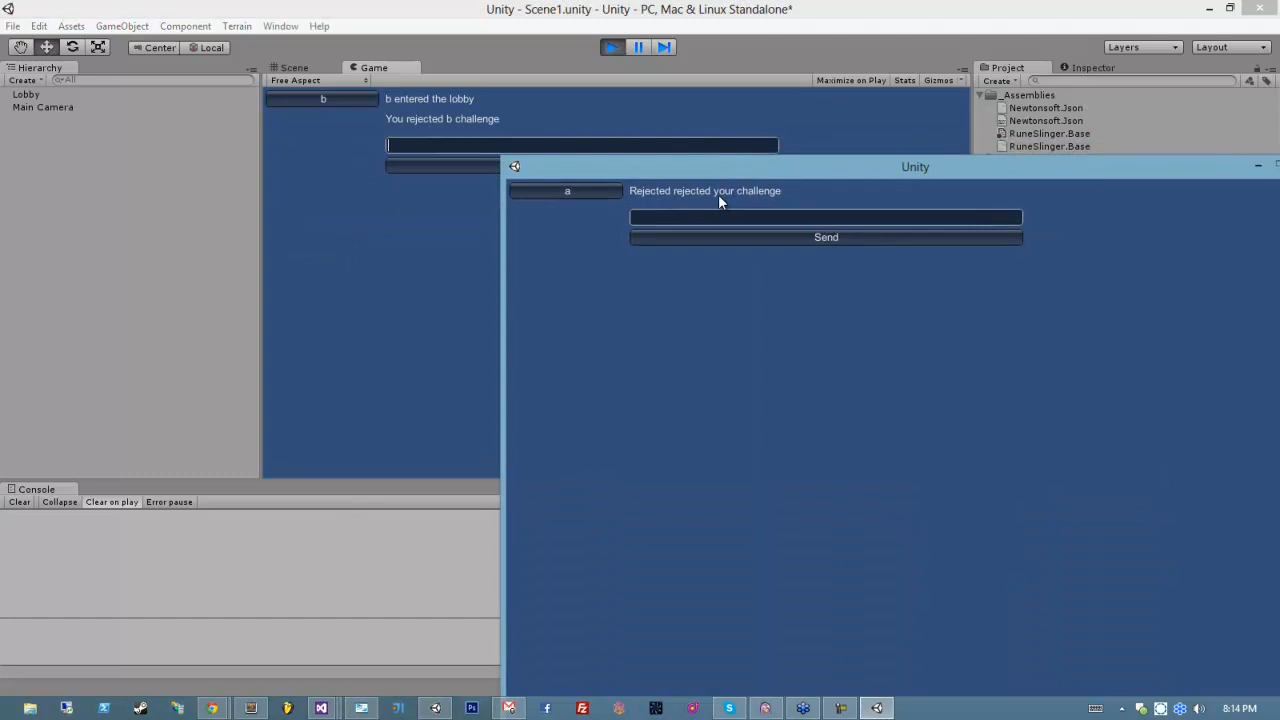 Unity - Scene1.unity - Unity - PC, Mac & Linux Standalone*
File Edit Assets GameObject Component Terrain Window Help
Center Local Layers Layout
Hierarchy Scene Game Project Inspector
Create All Free Aspect Maximize on Play Stats Gizmos Create
Lobby
Main Camera
b b entered the lobby
You rejected b challenge
_Assemblies
Newtonsoft.Json
Newtonsoft.Json
RuneSlinger.Base
RuneSlinger.Base
Unity
a Rejected rejected your challenge
Send
Console
Clear Collapse Clear on play Error pause
8:14 PM